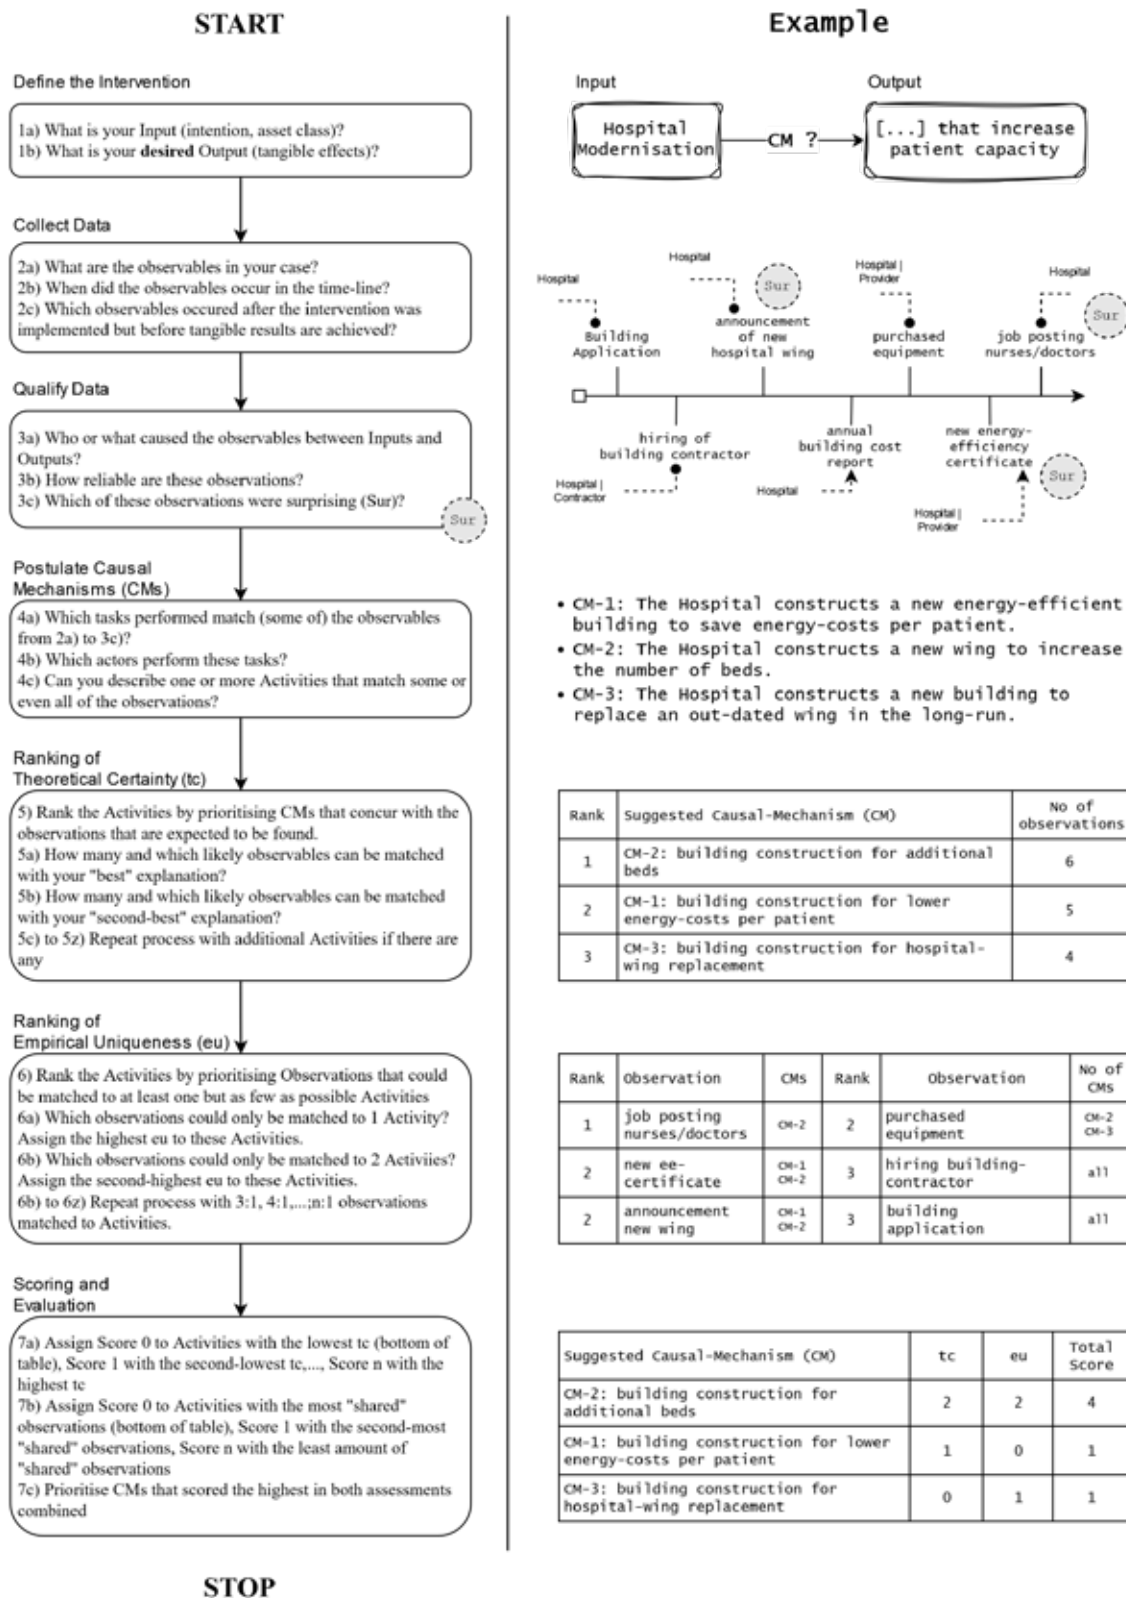 START
Define the Intervention
1a) What is your Input (intention, asset class)?
1b) What is your desired Output (tangible effects)?
Collect Data
2a) What are the observables in your case?
2b) When did the observables occur in the time-line?
2c) Which observables occured after the intervention was
implemented but before tangible results are achieved?
Qualify Data
3a) Who or what caused the observables between Inputs and
Outputs?
3b) How reliable are these observations?
3c) Which of these observations were surprising (Sur)?
Sur
Postulate Causal
Mechanisms (CMs)
4a) Which tasks performed match (some of) the observables
from 2a) to 3c)?
4b) Which actors perform these tasks?
4c) Can you describe one or more Activities that match some or
even all of the observations?
Ranking of
Theoretical Certainty (tc)
5) Rank the Activities by prioritising CMs that concur with the
observations that are expected to be found.
5a) How many and which likely observables can be matched
with your "best" explanation?
5b) How many and which likely observables can be matched
with your "second-best" explanation?
5c) to 5z) Repeat process with additional Activities if there are
any
Ranking of
Empirical Uniqueness (eu)
6) Rank the Activities by prioritising Observations that could
be matched to at least one but as few as possible Activities
6a) Which observations could only be matched to 1 Activity?
Assign the highest eu to these Activities.
6b) Which observations could only be matched to 2 Activiies?
Assign the second-highest eu to these Activities.
6b) to 6z) Repeat process with 3:1, 4:1,...;n:1 observations
matched to Activities.
Scoring and
Evaluation
7a) Assign Score 0 to Activities with the lowest tc (bottom of
table), Score 1 with the second-lowest tc,..., Score n with the
highest tc
7b) Assign Score 0 to Activities with the most "shared"
observations (bottom of table), Score 1 with the second-most
"shared" observations, Score n with the least amount of
"shared" observations
7c) Prioritise CMs that scored the highest in both assessments
combined
STOP
Example
Input
Output
Hospital
Modernisation
CM ?
[...] that increase
patient capacity
Hospital
Building
Application
Hospital
Sur
announcement
of new
hospital wing
Hospital |
Provider
purchased
equipment
Hospital
Sur
job posting
nurses/doctors
hiring of
building contractor
Hospital |
Contractor
annual
building cost
report
Hospital
new energy-
efficiency
certificate
Sur
Hospital |
Provider
• CM-1: The Hospital constructs a new energy-efficient
building to save energy-costs per patient.
• CM-2: The Hospital constructs a new wing to increase
the number of beds.
• CM-3: The Hospital constructs a new building to
replace an out-dated wing in the long-run.
Rank Suggested Causal-Mechanism (CM) No of
observations
1 CM-2: building construction for additional
beds 6
2 CM-1: building construction for lower
energy-costs per patient 5
3 CM-3: building construction for hospital-
wing replacement 4
Rank Observation CMs Rank Observation No of
CMs
1 job posting
nurses/doctors CM-2 2 purchased
equipment CM-2
CM-3
2 new ee-
certificate CM-1
CM-2 3 hiring building-
contractor all
2 announcement
new wing CM-1
CM-2 3 building
application all
Suggested Causal-Mechanism (CM) tc eu Total
Score
CM-2: building construction for
additional beds 2 2 4
CM-1: building construction for lower
energy-costs per patient 1 0 1
CM-3: building construction for
hospital-wing replacement 0 1 1